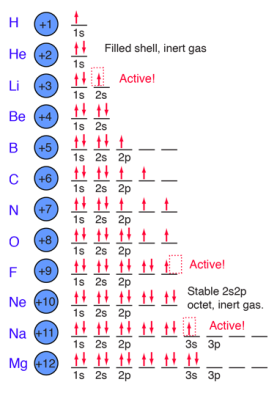 H +1
1s
He +2 Filled shell, inert gas
1s
Li +3 Active!
1s 2s
Be +4
1s 2s
B +5
1s 2s 2p
C +6
1s 2s 2p
N +7
1s 2s 2p
O +8
1s 2s 2p
F +9 Active!
1s 2s 2p
Ne +10 Stable 2s2p
octet, inert gas.
1s 2s 2p
Na +11 Active!
1s 2s 2p 3s 3p
Mg +12
1s 2s 2p 3s 3p